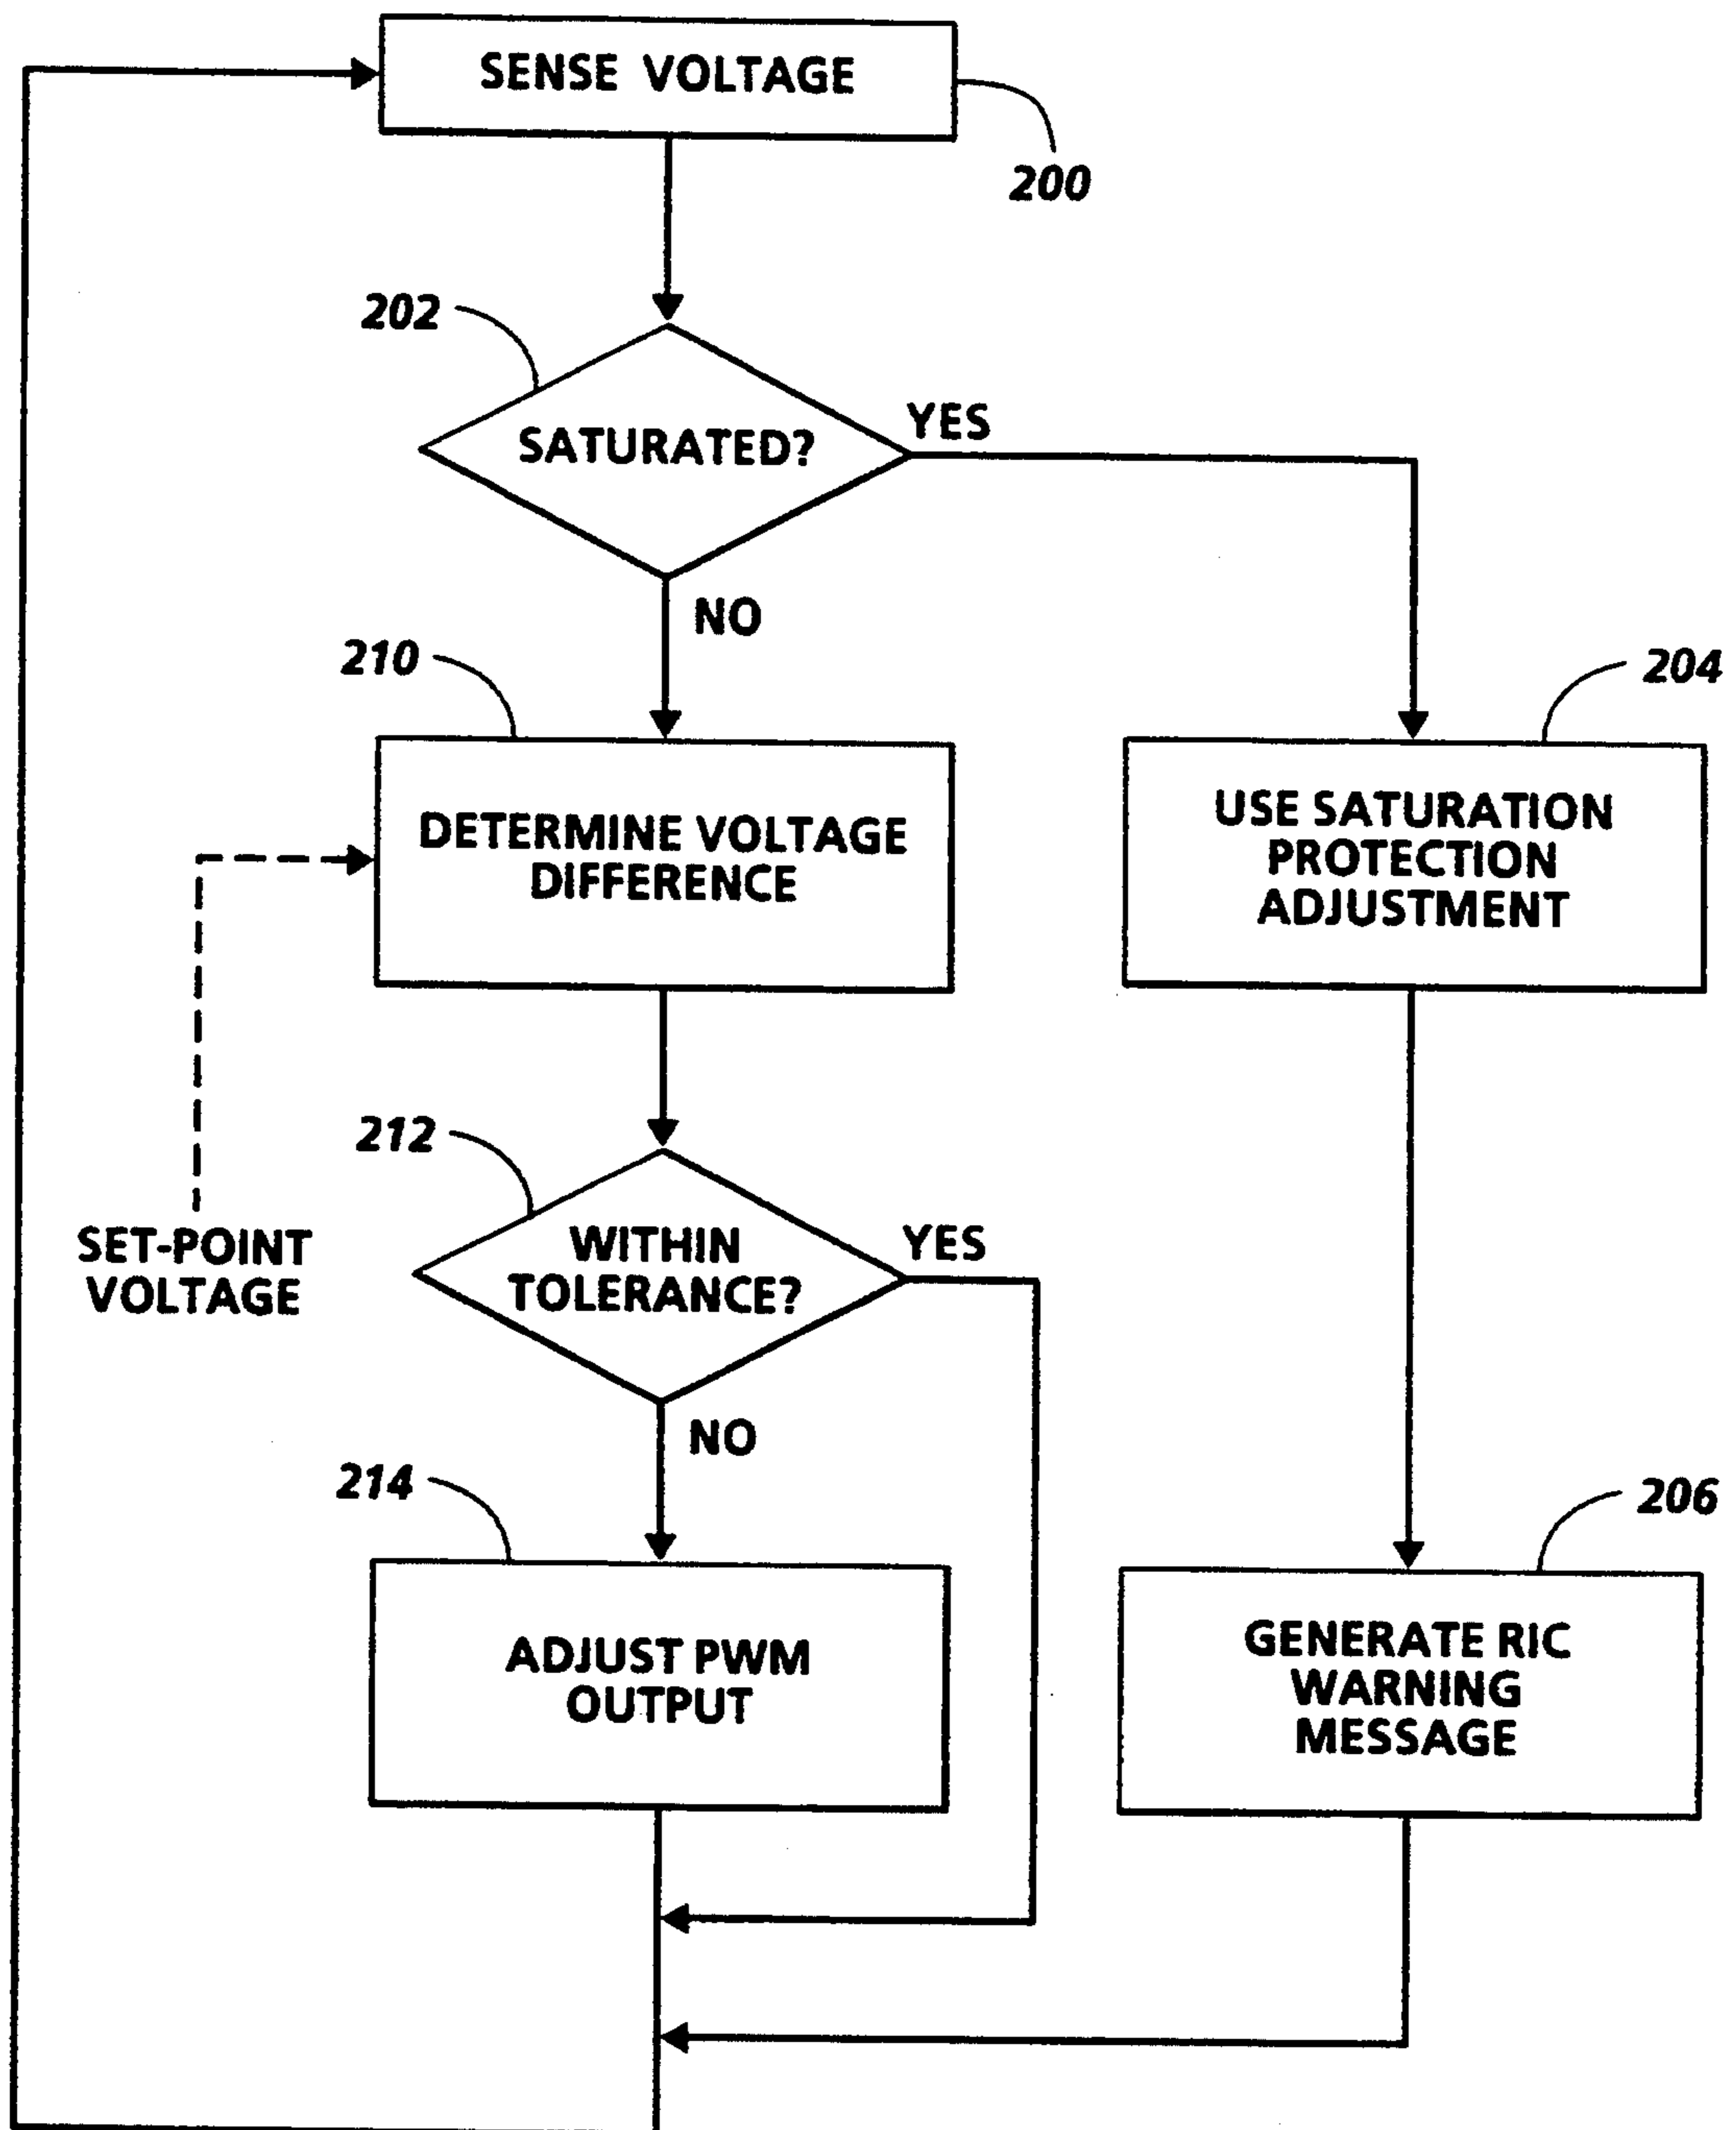 SENSE VOLTAGE
200
202
SATURATED?
YES
NO
210
204
DETERMINE VOLTAGE
DIFFERENCE
USE SATURATION
PROTECTION
ADJUSTMENT
212
SET-POINT
VOLTAGE
WITHIN
TOLERANCE?
YES
NO
214
206
ADJUST PWM
OUTPUT
GENERATE RIC
WARNING
MESSAGE